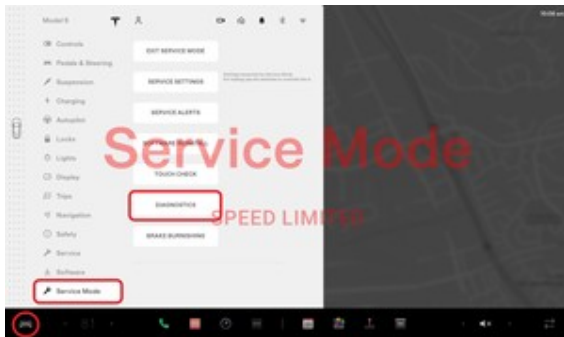 Model S
Controls
Pedals & Steering
Suspension
Charging
Autopilot
Locks
Lights
Display
Trips
Navigation
Safety
Service
Software
Service Mode
EXIT SERVICE MODE
SERVICE SETTINGS
SERVICE ALERTS
TOUCH CHECK
DIAGNOSTICS
BRAKE BURNISHING
Service Mode
SPEED LIMITED
81